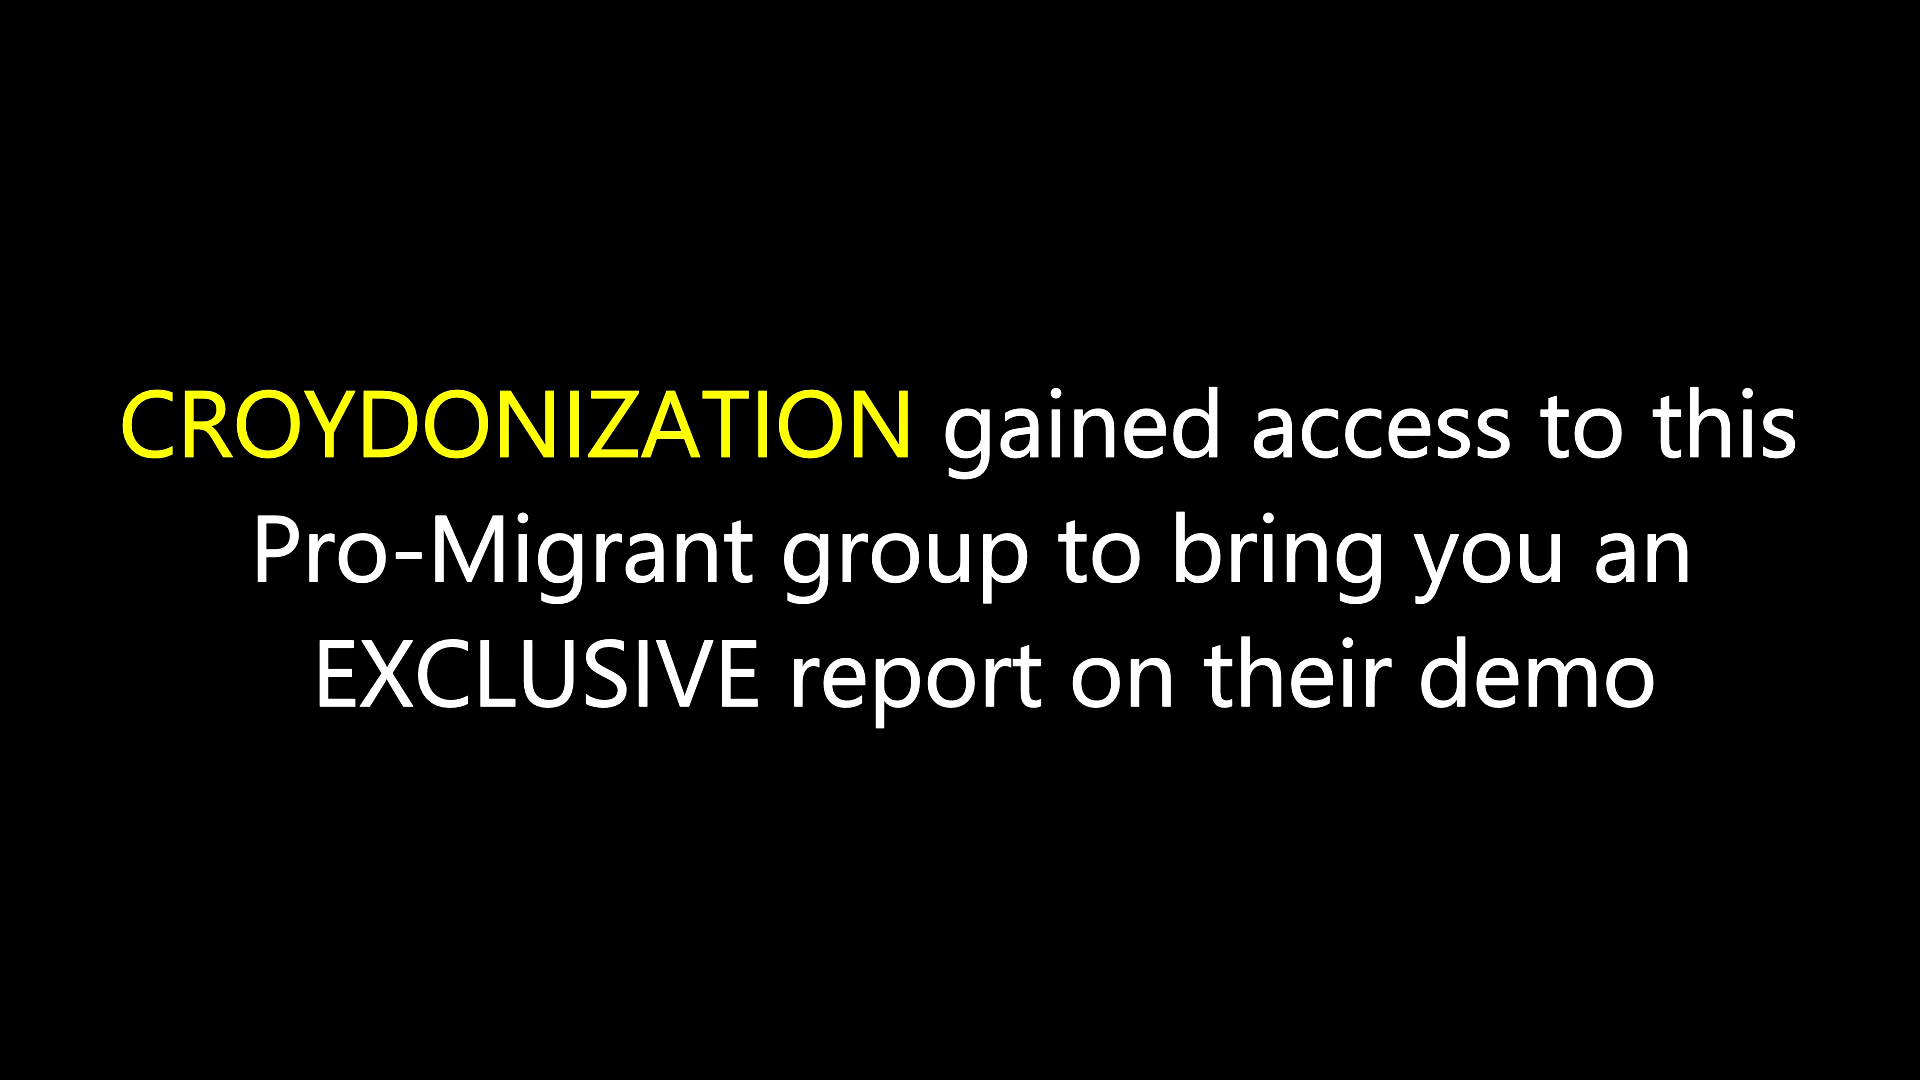 CROYDONIZATION gained access to this
Pro-Migrant group to bring you an
EXCLUSIVE report on their demo